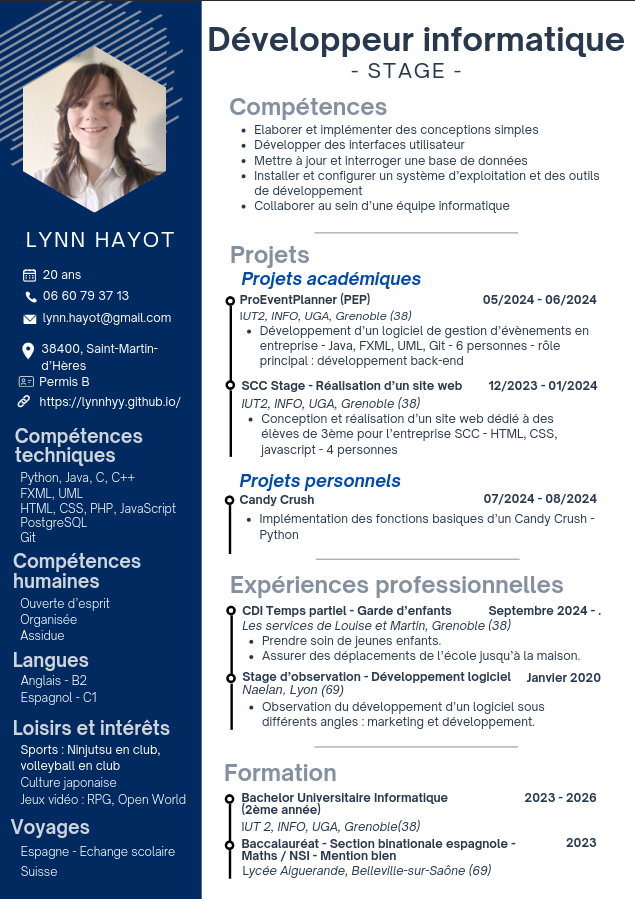 LYNN HAYOT
20 ans
06 60 79 37 13
lynn.hayot@gmail.com
38400, Saint-Martin-
d'Hères
Permis B
https://lynnhyy.github.io/
Compétences
techniques
Python, Java, C, C++
FXML, UML
HTML, CSS, PHP, JavaScript
PostgreSQL
Git
Compétences
humaines
Ouverte d'esprit
Organisée
Assidue
Langues
Anglais - B2
Espagnol - C1
Loisirs et intérêts
Sports : Ninjutsu en club,
volleyball en club
Culture japonaise
Jeux vidéo : RPG, Open World
Voyages
Espagne - Echange scolaire
Suisse
Développeur informatique
- STAGE -
Compétences
• Elaborer et implémenter des conceptions simples
• Développer des interfaces utilisateur
• Mettre à jour et interroger une base de données
• Installer et configurer un système d'exploitation et des outils
de développement
• Collaborer au sein d'une équipe informatique
Projets
Projets académiques
ProEventPlanner (PEP) 05/2024 - 06/2024
IUT2, INFO, UGA, Grenoble (38)
• Développement d'un logiciel de gestion d'évènements en
entreprise - Java, FXML, UML, Git - 6 personnes - rôle
principal : développement back-end
SCC Stage - Réalisation d'un site web 12/2023 - 01/2024
IUT2, INFO, UGA, Grenoble (38)
• Conception et réalisation d'un site web dédié à des
élèves de 3ème pour l'entreprise SCC - HTML, CSS,
javascript - 4 personnes
Projets personnels
Candy Crush 07/2024 - 08/2024
• Implémentation des fonctions basiques d'un Candy Crush -
Python
Expériences professionnelles
CDI Temps partiel - Garde d'enfants Septembre 2024 - .
Les services de Louise et Martin, Grenoble (38)
• Prendre soin de jeunes enfants.
• Assurer des déplacements de l'école jusqu'à la maison.
Stage d'observation - Développement logiciel Janvier 2020
Naelan, Lyon (69)
• Observation du développement d'un logiciel sous
différents angles : marketing et développement.
Formation
Bachelor Universitaire Informatique 2023 - 2026
(2ème année)
IUT 2, INFO, UGA, Grenoble(38)
Baccalauréat - Section binationale espagnole - 2023
Maths / NSI - Mention bien
Lycée Aiguerande, Belleville-sur-Saône (69)